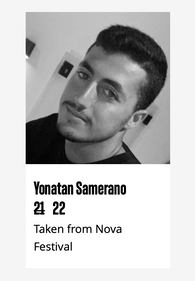 Yonatan Samerano
21 22
Taken from Nova
Festival